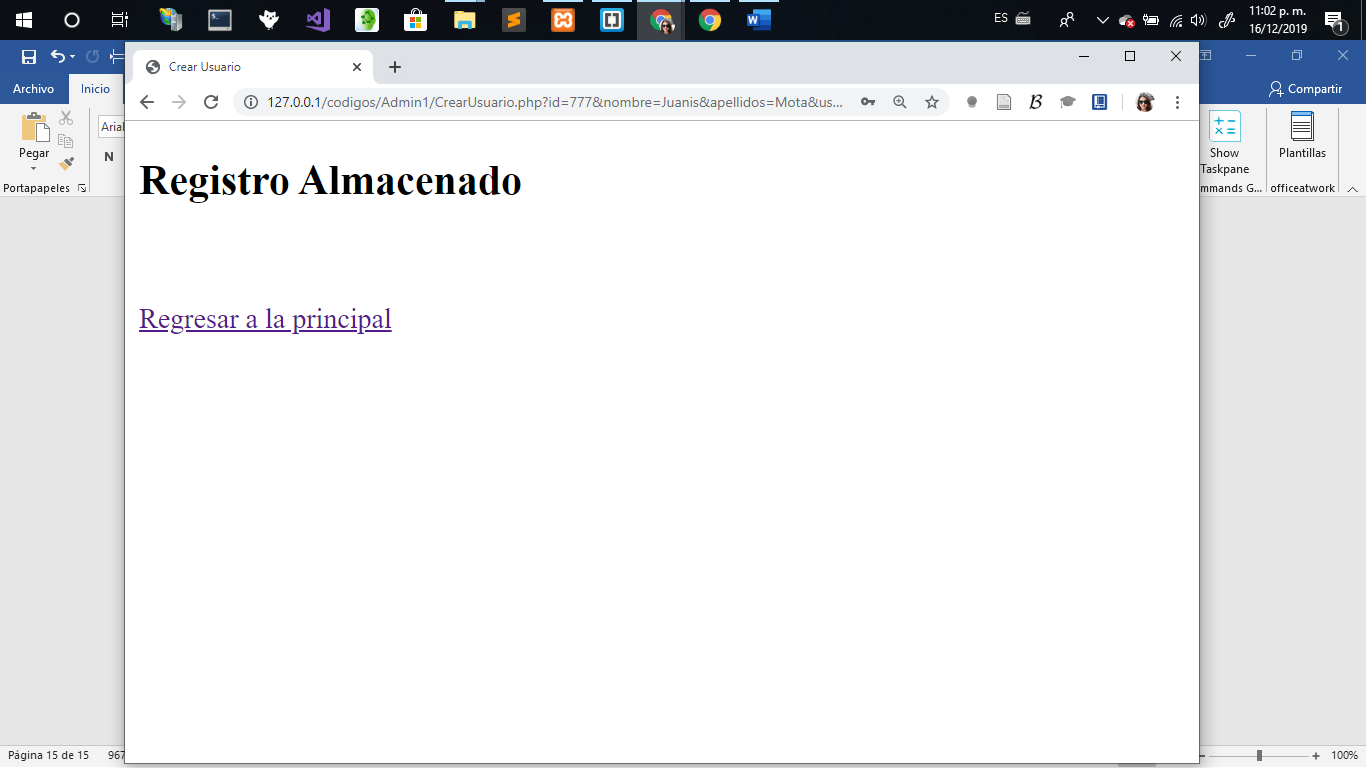 ES
11:02 p. m.
16/12/2019
1
Crear Usuario
Archivo
Inicio
Compartir
127.0.0.1/codigos/Admin1/CrearUsuario.php?id=777&nombre=Juanis&apellidos=Mota&us...
Pegar
Arial
N
Portapapeles
Show
Taskpane
mmands G...
Plantillas
officeatwork
Registro Almacenado
Regresar a la principal
Página 15 de 15
967
100%